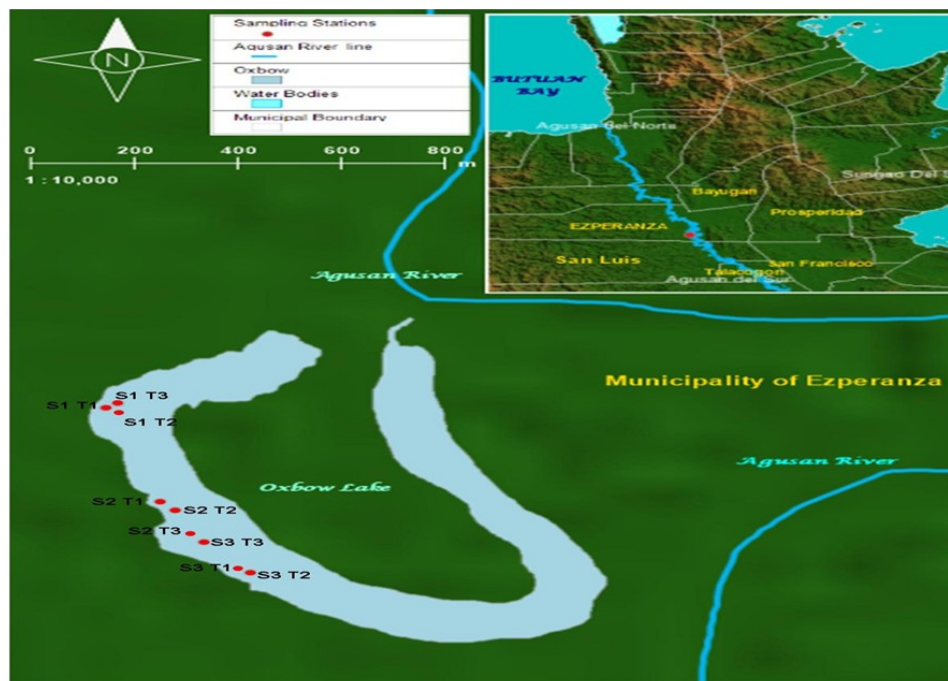 Sampling Stations
Agusan River line
Oxbow
Water Bodies
Municipal Boundary
N
0 200 400 600 800 m
1 : 10,000
BUTUAN
BAY
Agusan Del Norte
Bayugan
Prosperidad
EZPERANZA
San Luis
San Francisco
Talacogon
Agusan del Sur
Agusan River
Municipality of Ezperanza
S1 T3
S1 T1
S1 T2
Agusan River
Oxbow Lake
S2 T1
S2 T2
S2 T3
S3 T3
S3 T1
S3 T2